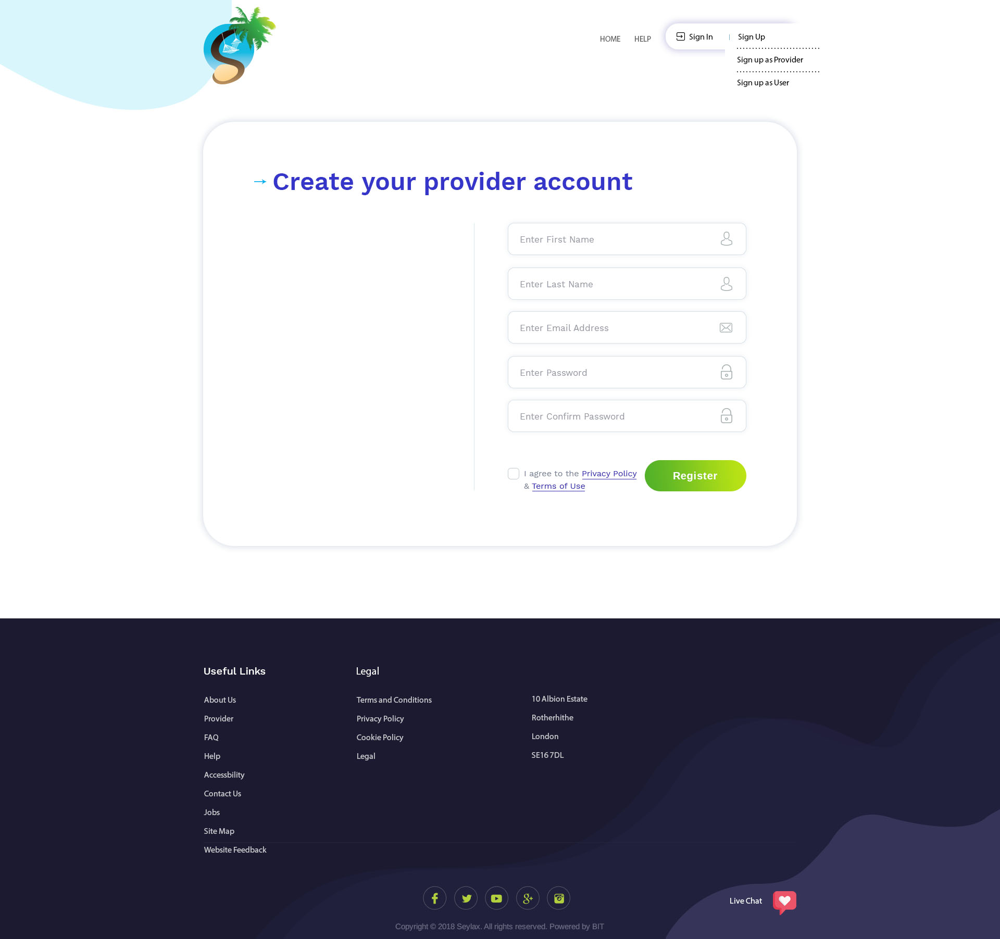 HOME HELP Sign In Sign Up
Sign up as Provider
Sign up as User
Create your provider account
Enter First Name
Enter Last Name
Enter Email Address
Enter Password
Enter Confirm Password
I agree to the Privacy Policy
& Terms of Use
Register
Useful Links
About Us
Provider
FAQ
Help
Accessbility
Contact Us
Jobs
Site Map
Website Feedback
Legal
Terms and Conditions
Privacy Policy
Cookie Policy
Legal
10 Albion Estate
Rotherhithe
London
SE16 7DL
Live Chat
Copyright © 2018 Seylax. All rights reserved. Powered by BIT